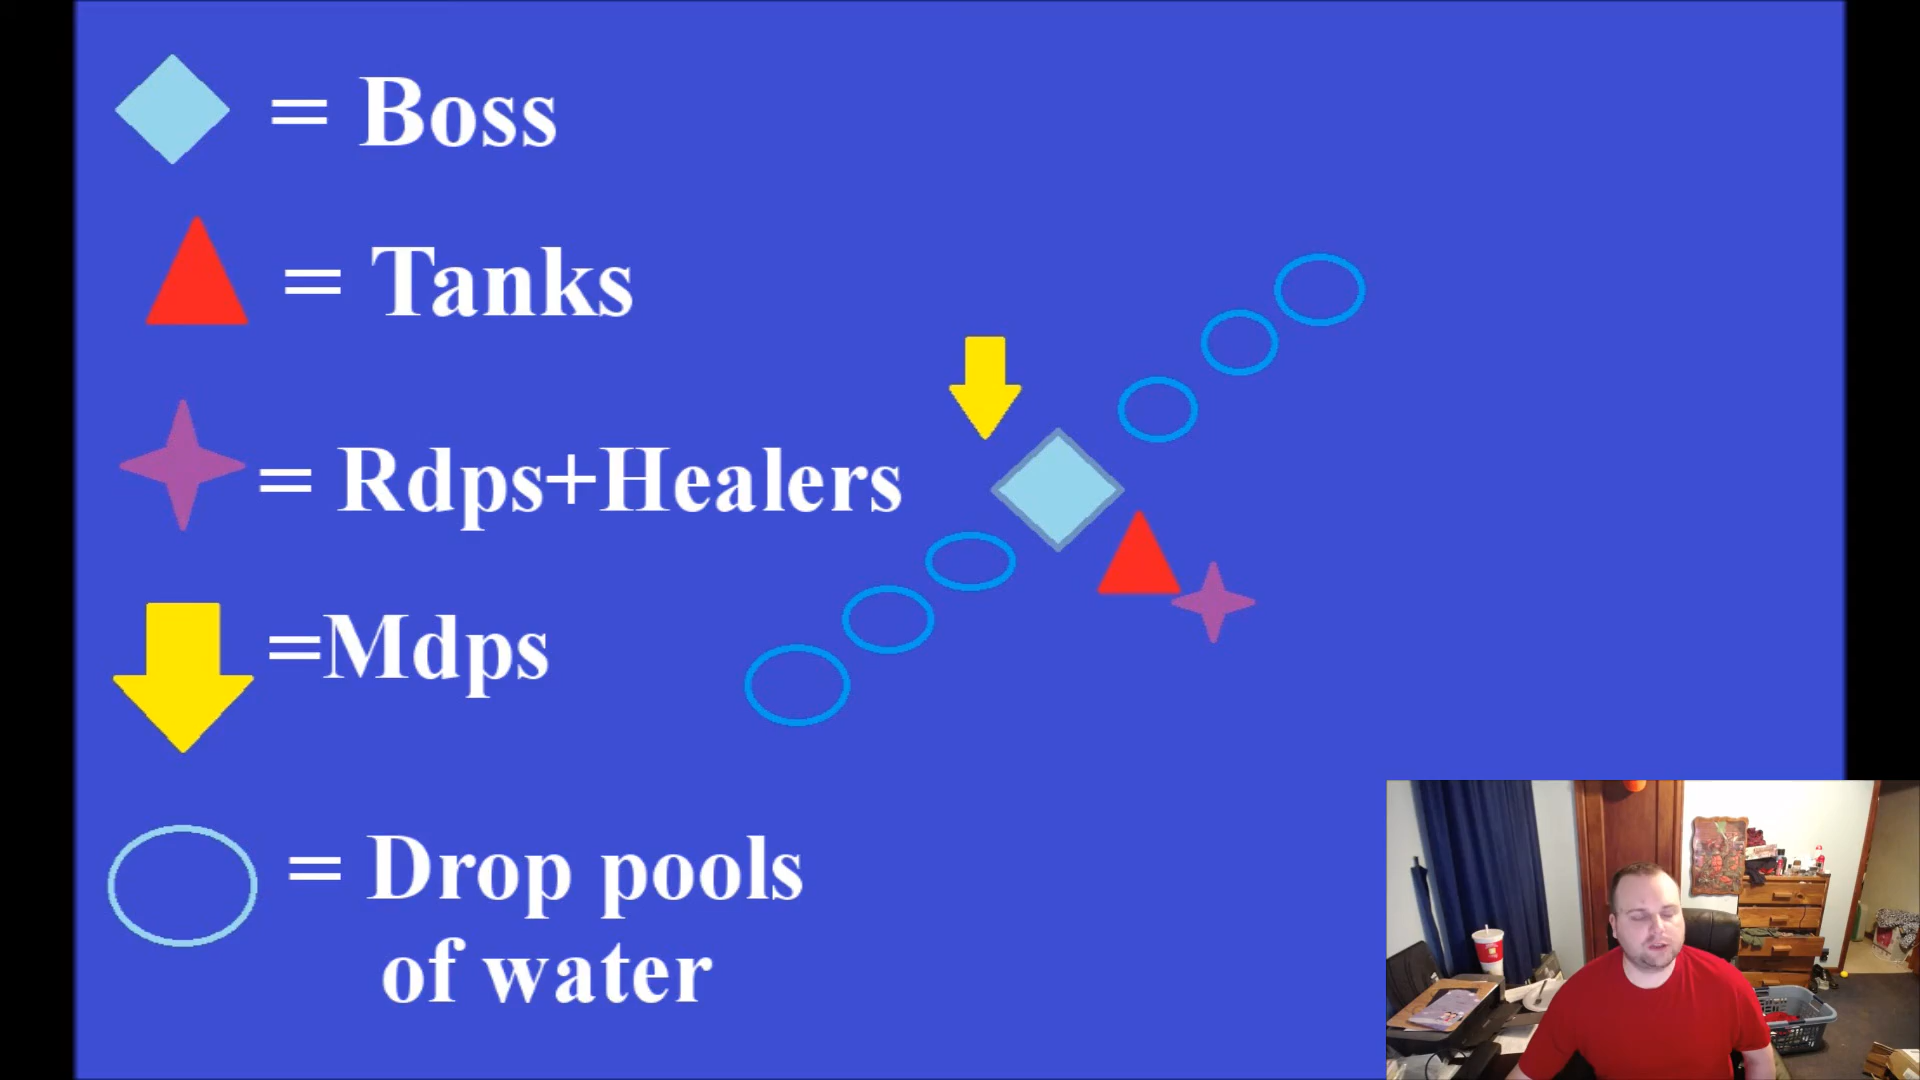 = Boss
= Tanks
= Rdps+Healers
=Mdps
= Drop pools
of water